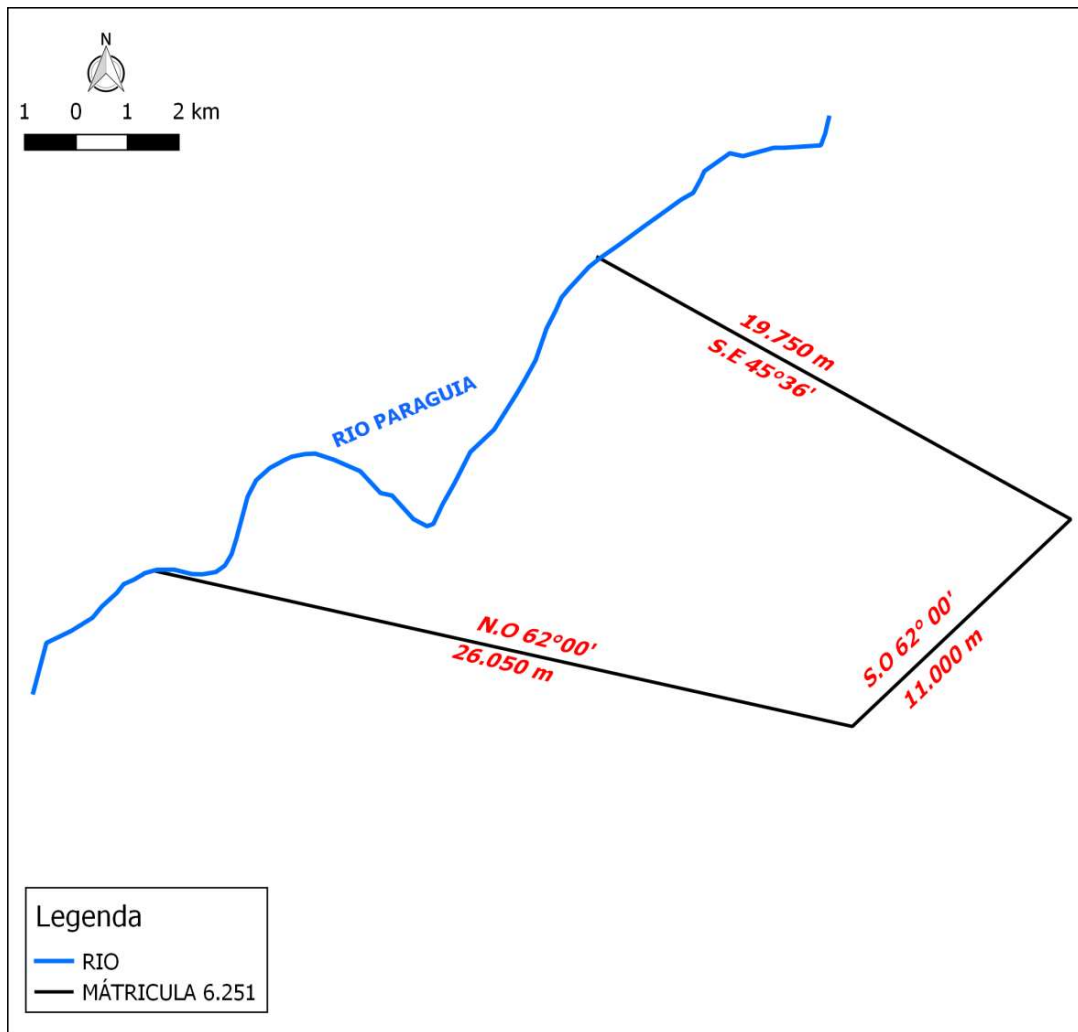 N
1 0 1 2 km
19.750 m
S.E 45°36'
RIO PARAGUIA
N.O 62°00'
26.050 m
S.O 62° 00'
11.000 m
Legenda
RIO
MÁTRICULA 6.251